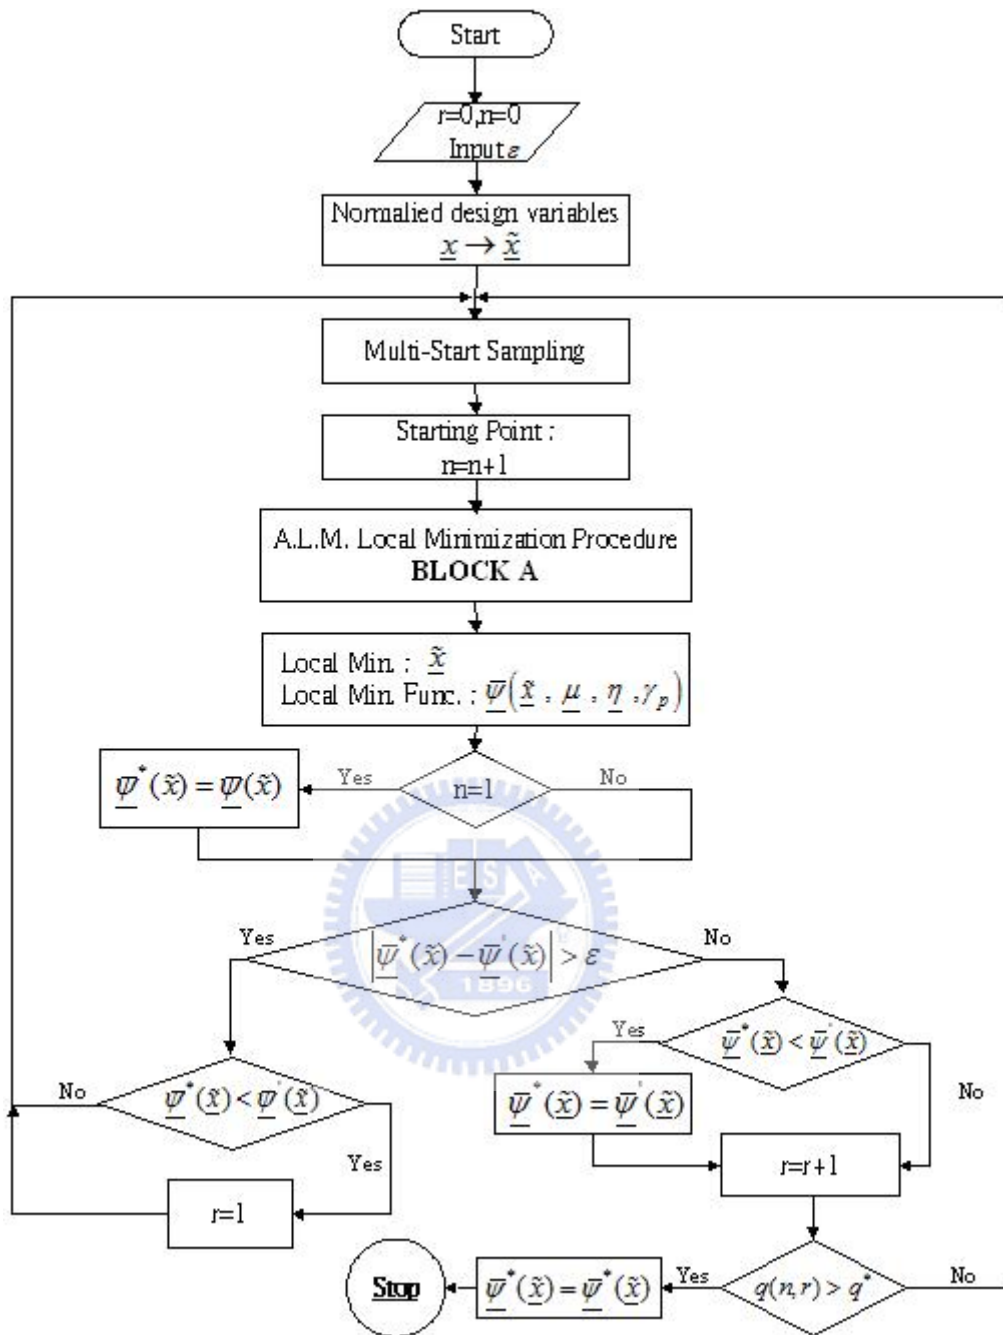 Start
r=0,n=0
Input ε
Normalied design variables
x → x̃
Multi-Start Sampling
Starting Point :
n=n+1
A.L.M. Local Minimization Procedure
BLOCK A
Local Min. : x̃
Local Min. Func. : ψ̄(x̃ , μ , η ,γₚ)
Yes
n=1
No
ψ̄*(x̃) = ψ̄(x̃)
E S A
Yes
|ψ̄*(x̃) − ψ̄'(x̃)| > ε
No
1896
Yes
ψ̄*(x̃) < ψ̄'(x̃)
No
No
ψ̄*(x̃) < ψ̄'(x̃)
Yes
ψ̄*(x̃) = ψ̄'(x̃)
r=1
r=r+1
Stop
ψ̄*(x̃) = ψ̄*(x̃)
Yes
q(n,r) > q*
No